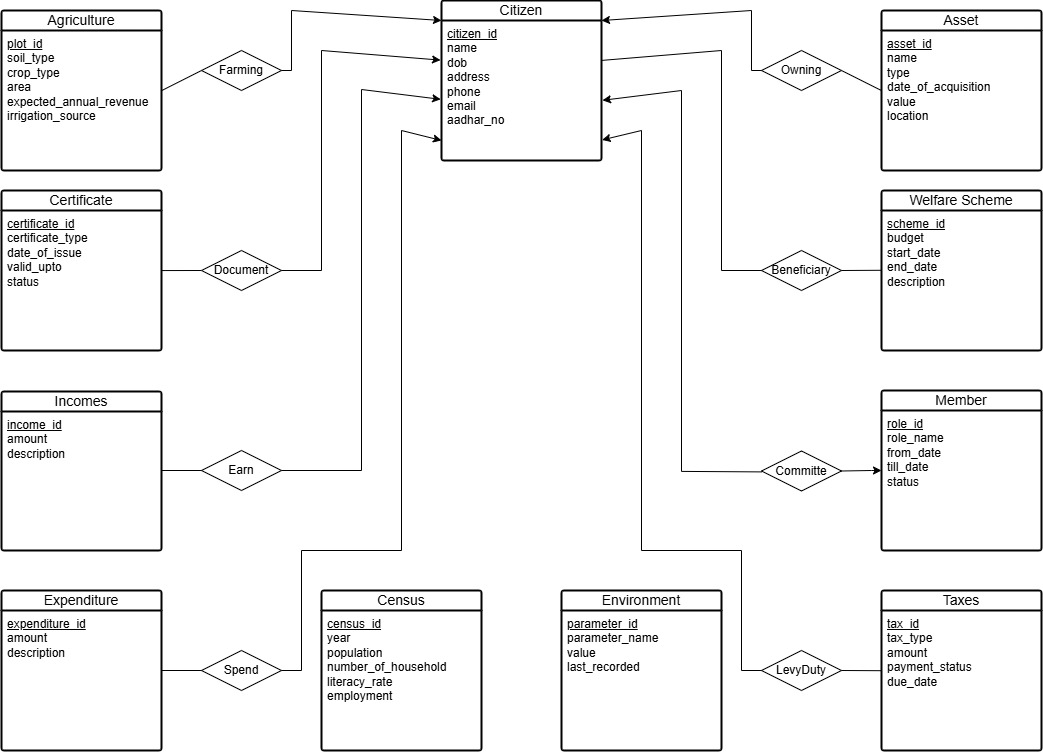 Agriculture
plot_id
soil_type
crop_type
area
expected_annual_revenue
irrigation_source
Farming
Citizen
citizen_id
name
dob
address
phone
email
aadhar_no
Owning
Asset
asset_id
name
type
date_of_acquisition
value
location
Certificate
certificate_id
certificate_type
date_of_issue
valid_upto
status
Document
Beneficiary
Welfare Scheme
scheme_id
budget
start_date
end_date
description
Incomes
income_id
amount
description
Earn
Committe
Member
role_id
role_name
from_date
till_date
status
Expenditure
expenditure_id
amount
description
Spend
Census
census_id
year
population
number_of_household
literacy_rate
employment
Environment
parameter_id
parameter_name
value
last_recorded
LevyDuty
Taxes
tax_id
tax_type
amount
payment_status
due_date